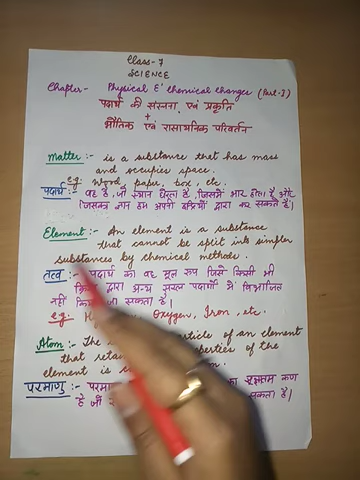 Class-7
SCIENCE
Chapter:- Physical & Chemical Changes (Part-I)
पदार्थ की संरचना एवं प्रकृति
+
भौतिक एवं रासायनिक परिवर्तन
Matter:- is a substance that has mass
and occupies space.
eg: Wood, paper, box, etc.
पदार्थ:- वह है, जो स्थान घेरता है जिसमें भार होता है और
जिसका ज्ञान हम अपनी इन्द्रियों द्वारा कर सकते हैं।
Element:- An element is a substance
that cannot be split into simpler
substances by chemical methods.
तत्व:- पदार्थ का वह मूल रूप जिसे किसी भी
द्वारा अन्य सरल पदार्थों में विभाजित
नहीं जा सकता है।
e.g: Oxygen, Iron, etc.
Atom:- The particle of an element
that properties of the
element is
परमाणु:- सूक्ष्मतम कण
है जो सकता है।